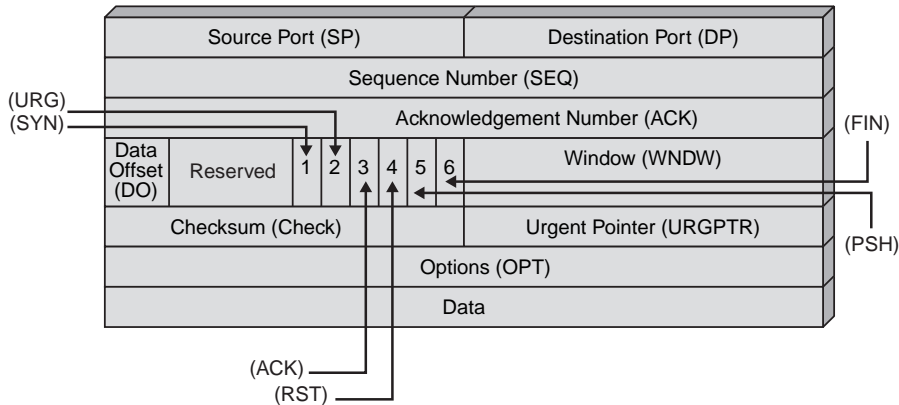 Source Port (SP)
Destination Port (DP)
Sequence Number (SEQ)
(URG)
(SYN)
Acknowledgement Number (ACK)
(FIN)
Data
Offset
(DO)
Reserved
1
2
3
4
5
6
Window (WNDW)
Checksum (Check)
Urgent Pointer (URGPTR)
(PSH)
Options (OPT)
Data
(ACK)
(RST)